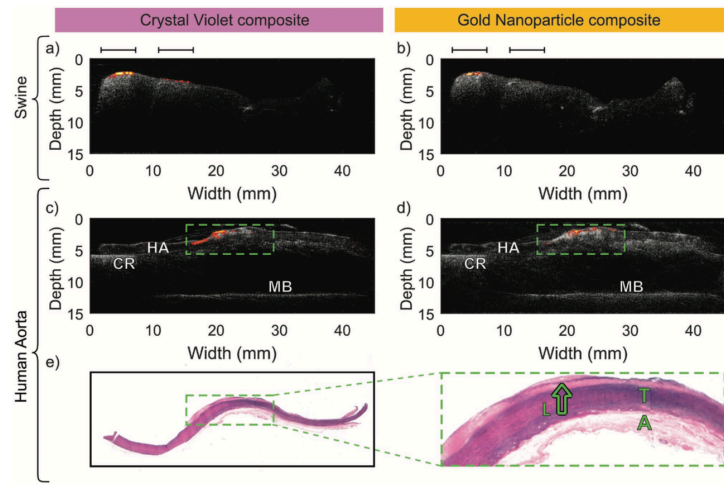 Crystal Violet composite
Gold Nanoparticle composite
Swine
a)
0
5
10
15
Depth (mm)
0 10 20 30 40
Width (mm)
b)
0
5
10
15
Depth (mm)
0 10 20 30 40
Width (mm)
Human Aorta
c)
0
5
10
15
Depth (mm)
HA
CR
MB
0 10 20 30 40
Width (mm)
d)
0
5
10
15
Depth (mm)
HA
CR
MB
0 10 20 30 40
Width (mm)
e)
L
T
A